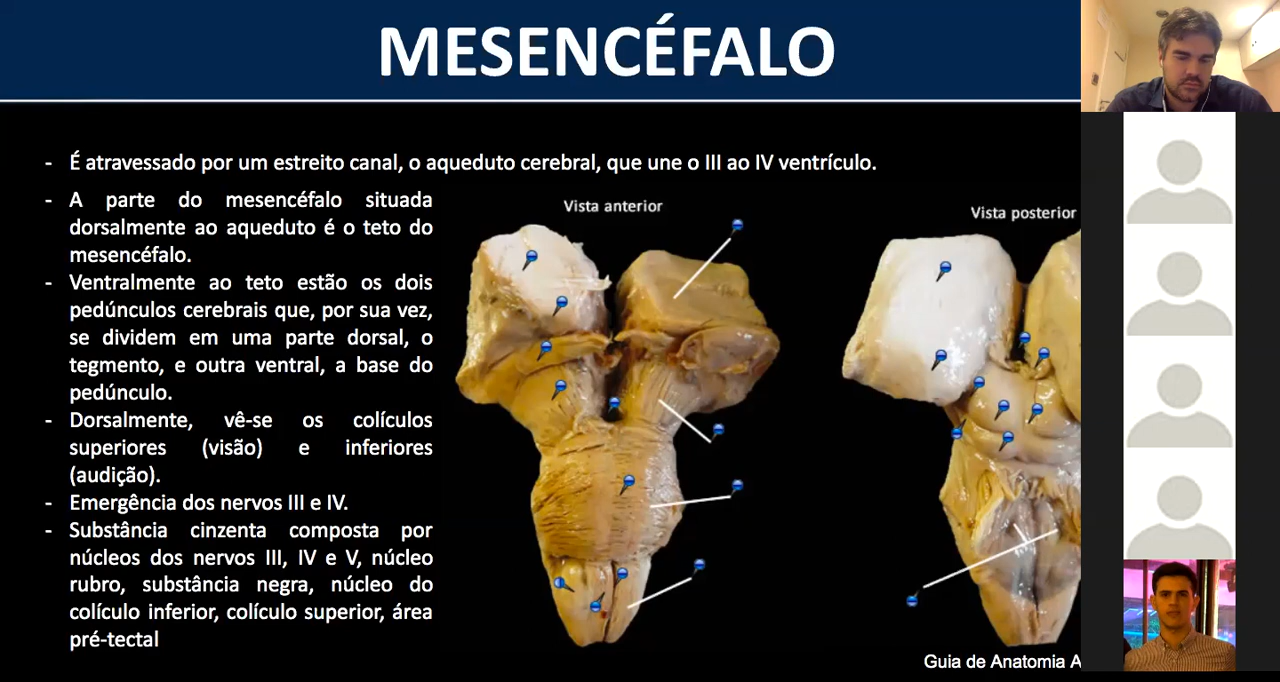 MESENCÉFALO
- É atravessado por um estreito canal, o aqueduto cerebral, que une o III ao IV ventrículo.
- A parte do mesencéfalo situada
dorsalmente ao aqueduto é o teto do
mesencéfalo.
- Ventralmente ao teto estão os dois
pedúnculos cerebrais que, por sua vez,
se dividem em uma parte dorsal, o
tegmento, e outra ventral, a base do
pedúnculo.
- Dorsalmente, vê-se os colículos
superiores (visão) e inferiores
(audição).
- Emergência dos nervos III e IV.
- Substância cinzenta composta por
núcleos dos nervos III, IV e V, núcleo
rubro, substância negra, núcleo do
colículo inferior, colículo superior, área
pré-tectal
Vista anterior
Vista posterior
Guia de Anatomia A